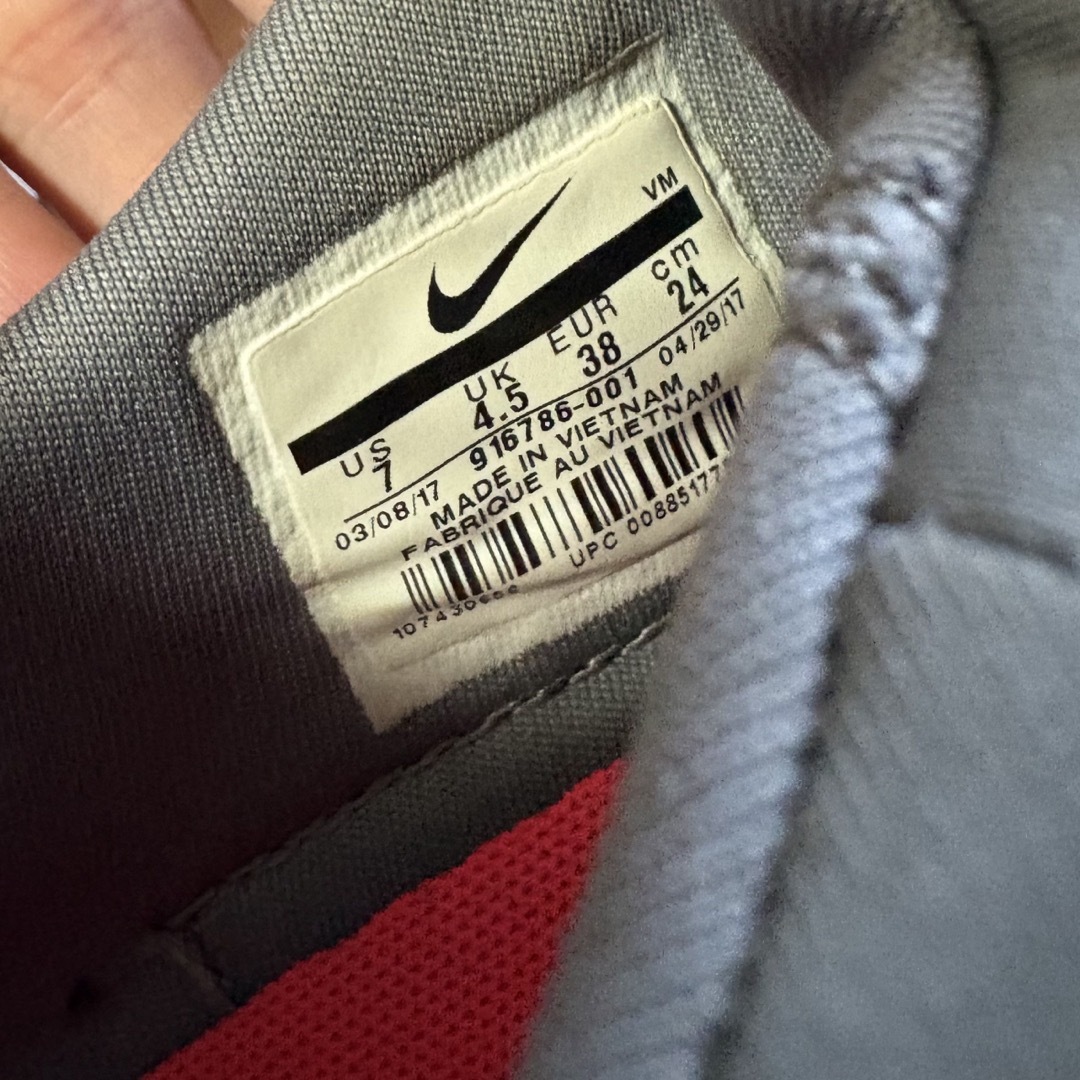 VM
US UK EUR cm
7 4.5 38 24
03/08/17 916786-001 04/29/17
MADE IN VIETNAM
FABRIQUE AU VIETNAM
UPC 00885177